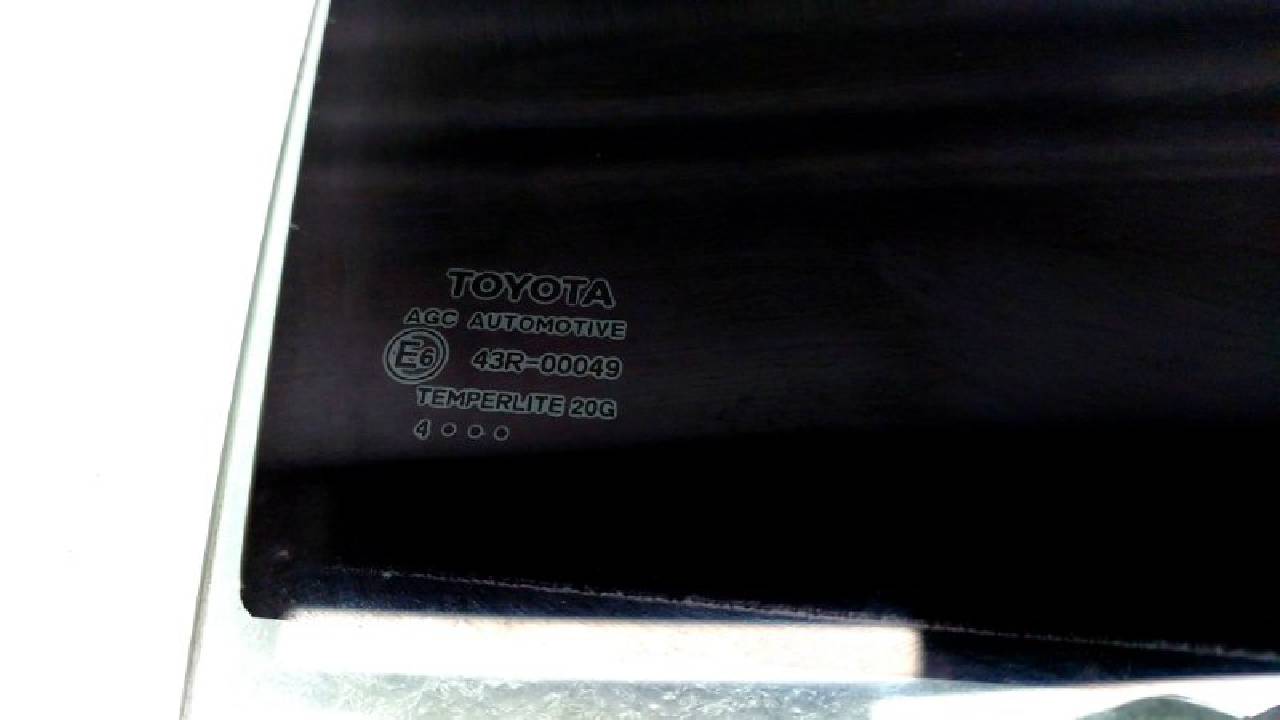 TOYOTA
AGC AUTOMOTIVE
E6 43R-00049
TEMPERLITE 20G
4 • • •